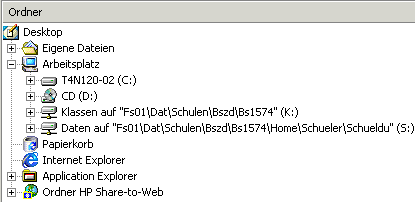 Ordner
Desktop
Eigene Dateien
Arbeitsplatz
T4N120-02 (C:)
CD (D:)
Klassen auf "Fs01\Dat\Schulen\Bszd\Bs1574" (K:)
Daten auf "Fs01\Dat\Schulen\Bszd\Bs1574\Home\Schueler\Schueldu" (S:)
Papierkorb
Internet Explorer
Application Explorer
Ordner HP Share-to-Web